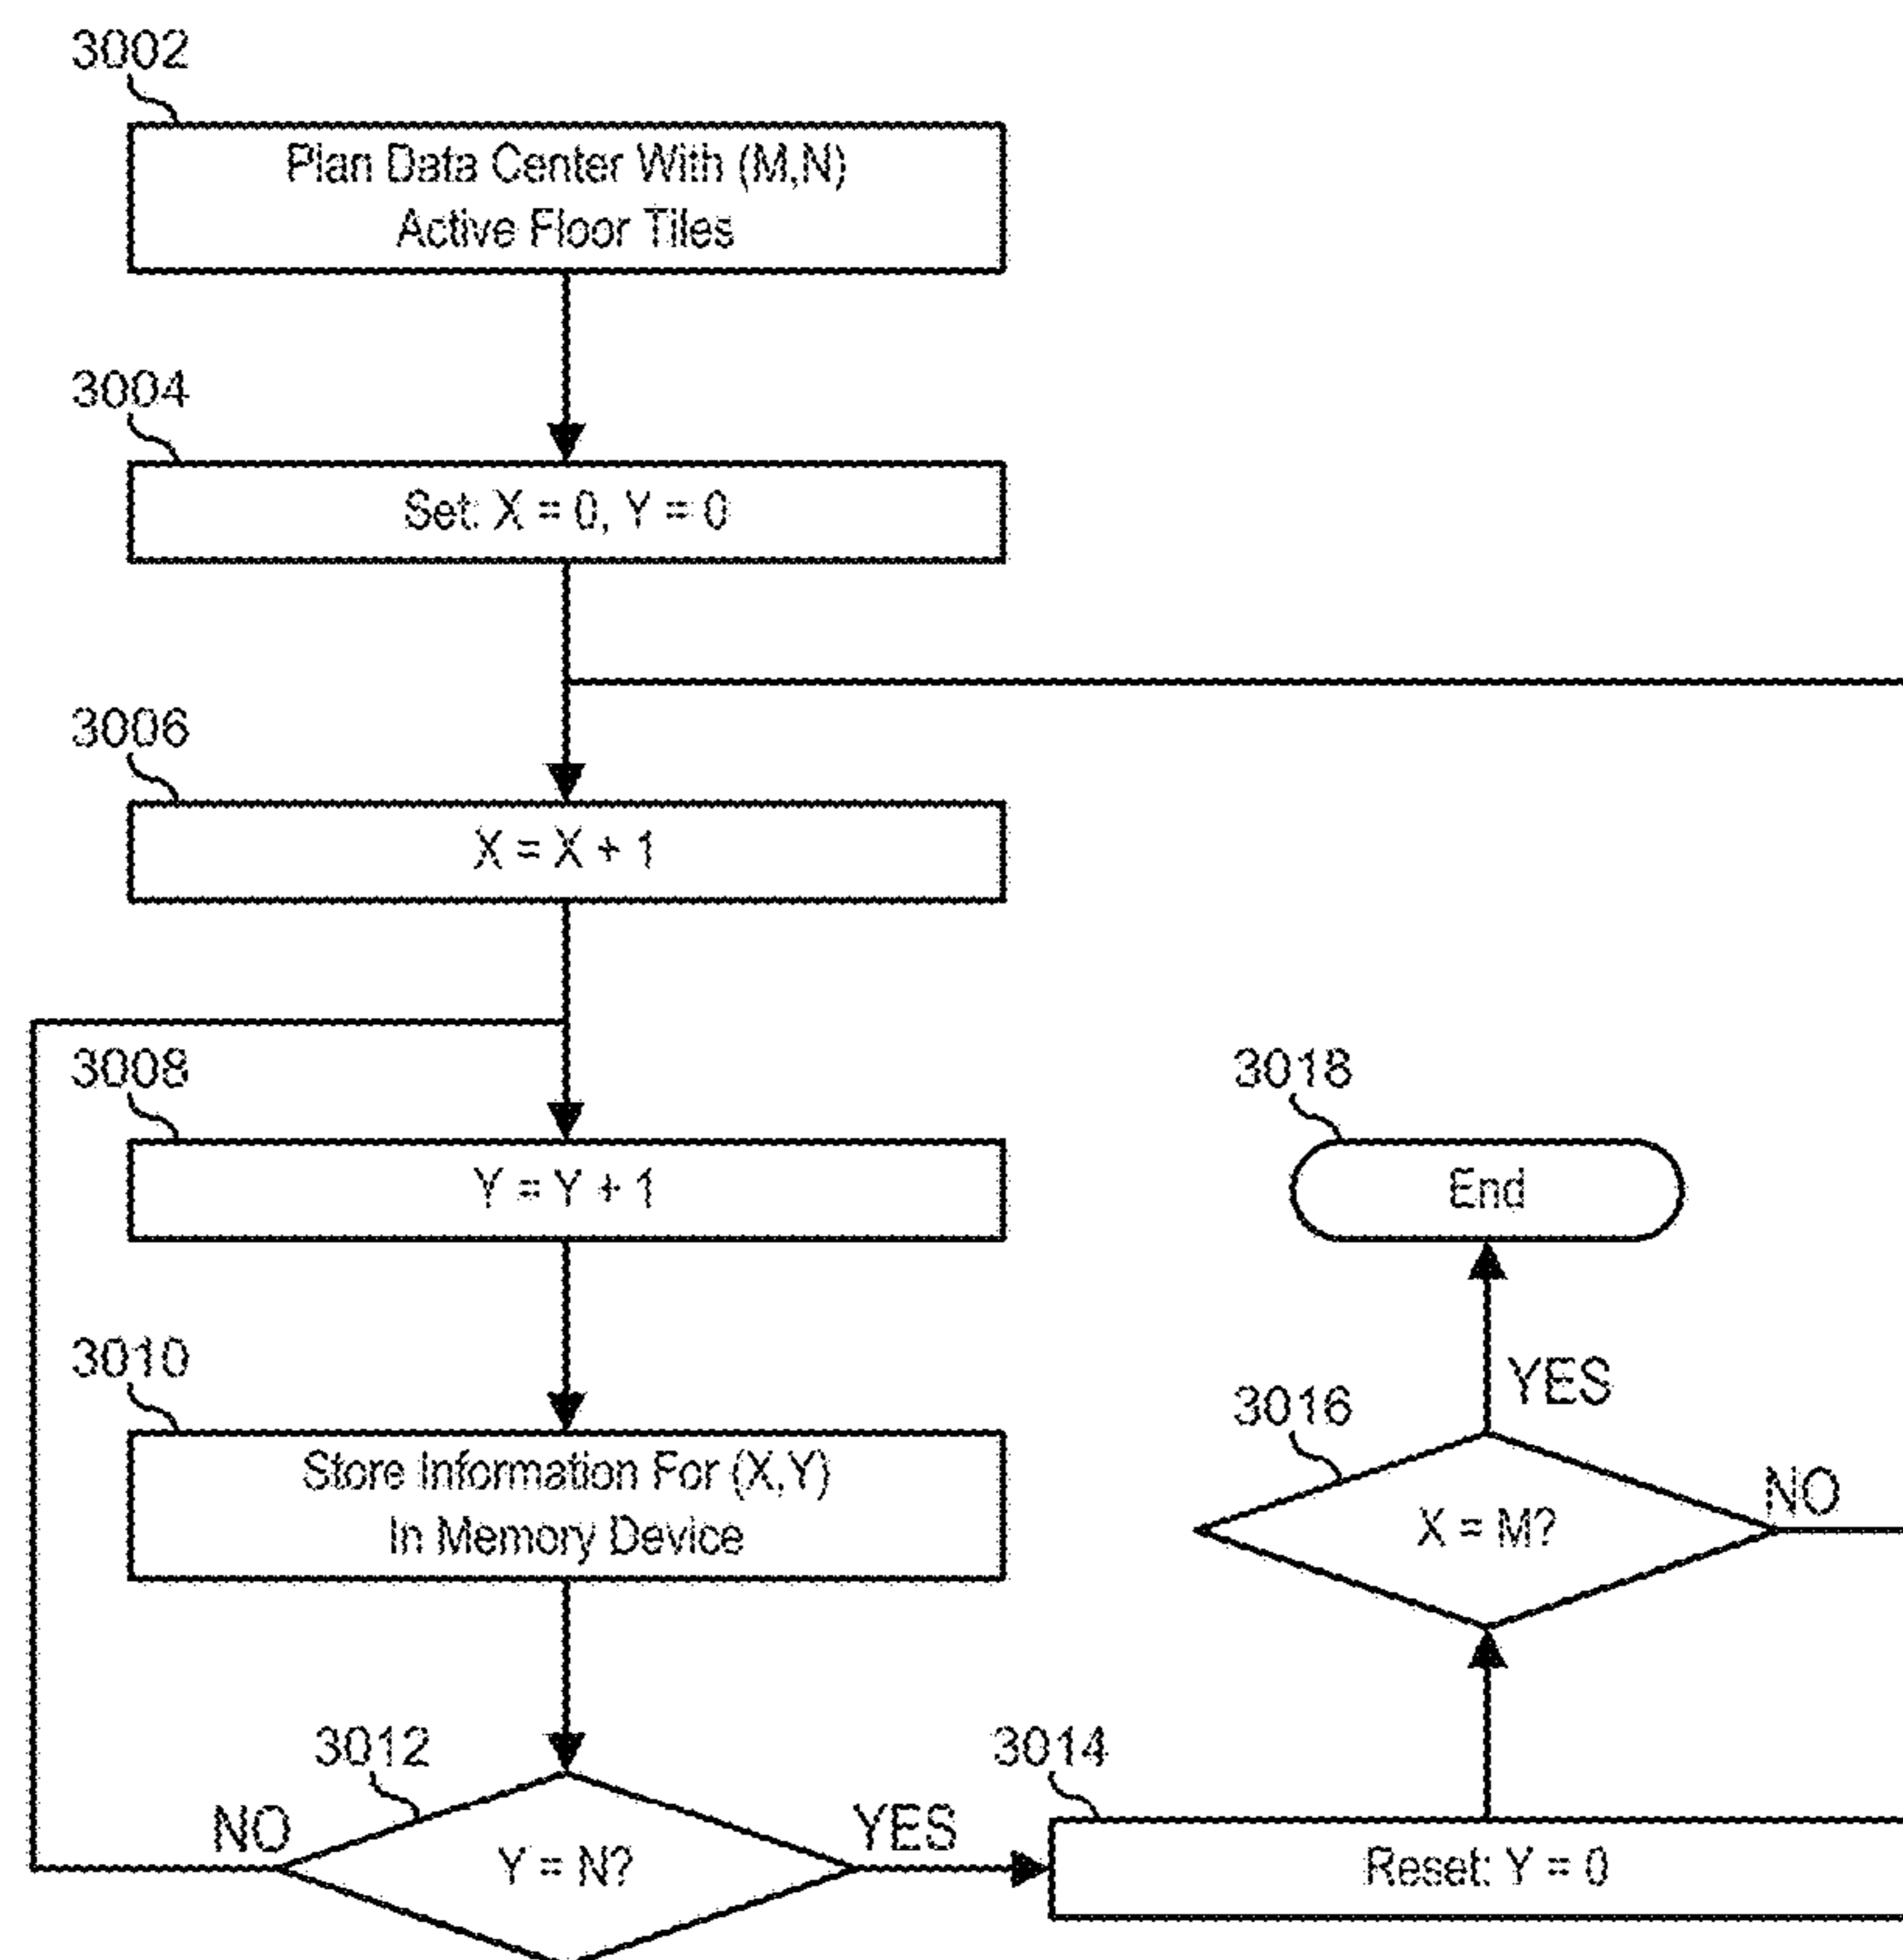 3002
Plan Data Center With (M,N)
Active Floor Tiles
3004
Set: X = 0, Y = 0
3006
X = X + 1
3008
Y = Y + 1
3010
Store Information For (X,Y)
In Memory Device
3012
NO
Y = N?
YES
3014
Reset: Y = 0
3016
X = M?
NO
YES
3018
End